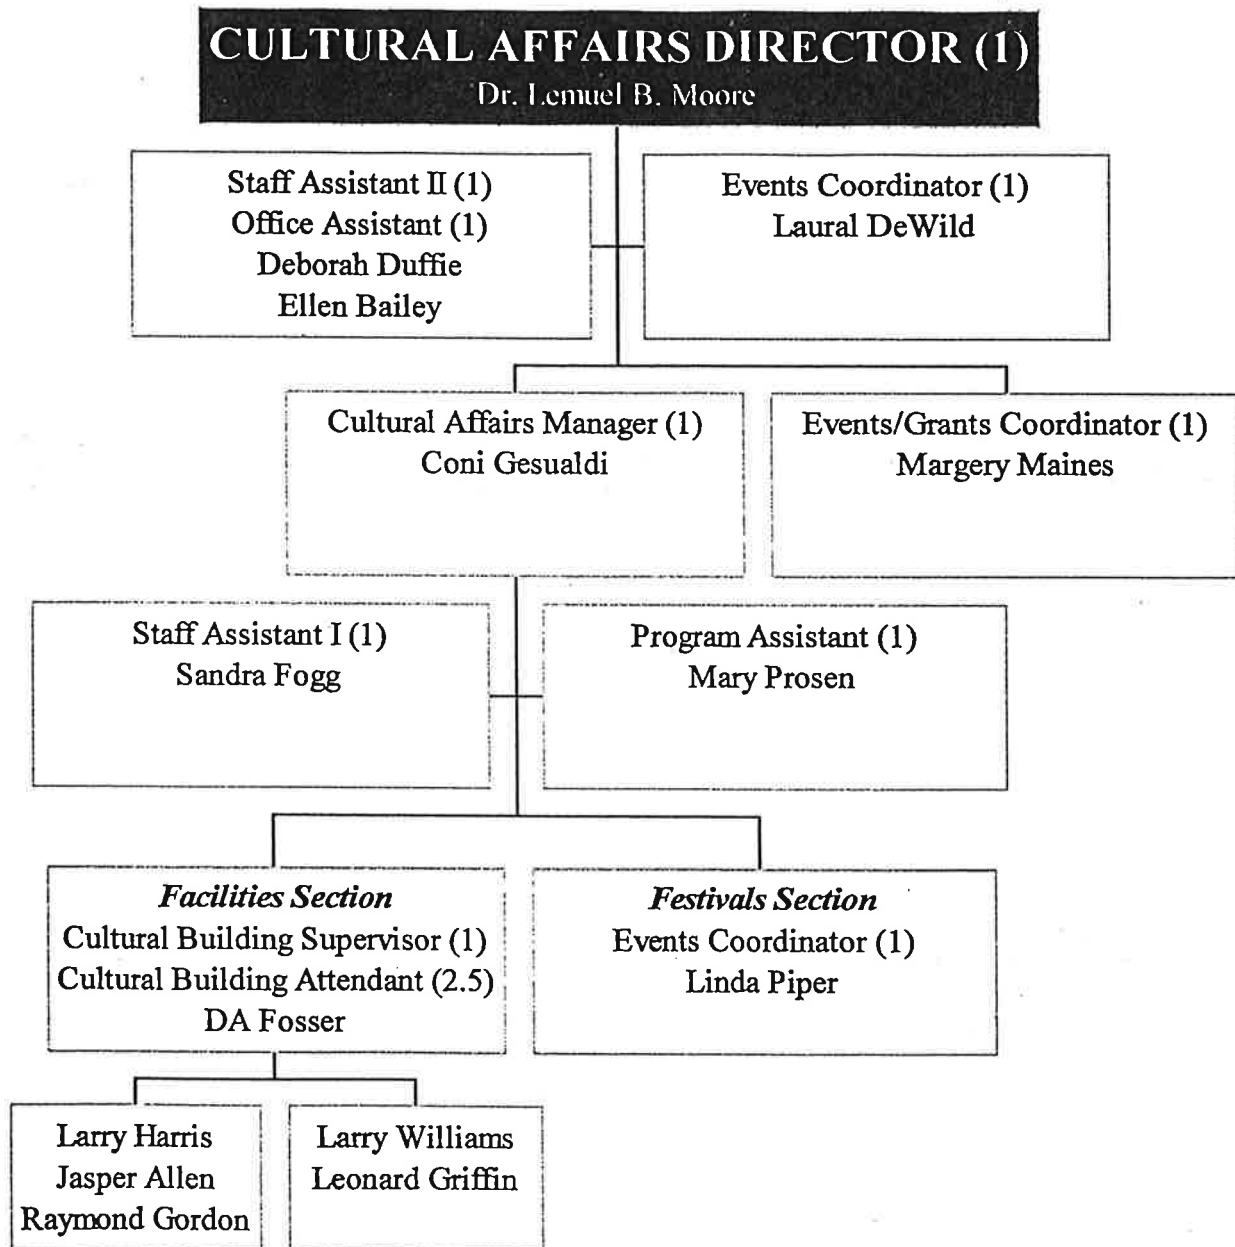 CULTURAL AFFAIRS DIRECTOR (1)
Dr. Lemuel B. Moore
Staff Assistant II (1)
Office Assistant (1)
Deborah Duffie
Ellen Bailey
Events Coordinator (1)
Laural DeWild
Cultural Affairs Manager (1)
Coni Gesualdi
Events/Grants Coordinator (1)
Margery Maines
Staff Assistant I (1)
Sandra Fogg
Program Assistant (1)
Mary Prosen
Facilities Section
Cultural Building Supervisor (1)
Cultural Building Attendant (2.5)
DA Fosser
Festivals Section
Events Coordinator (1)
Linda Piper
Larry Harris
Jasper Allen
Raymond Gordon
Larry Williams
Leonard Griffin